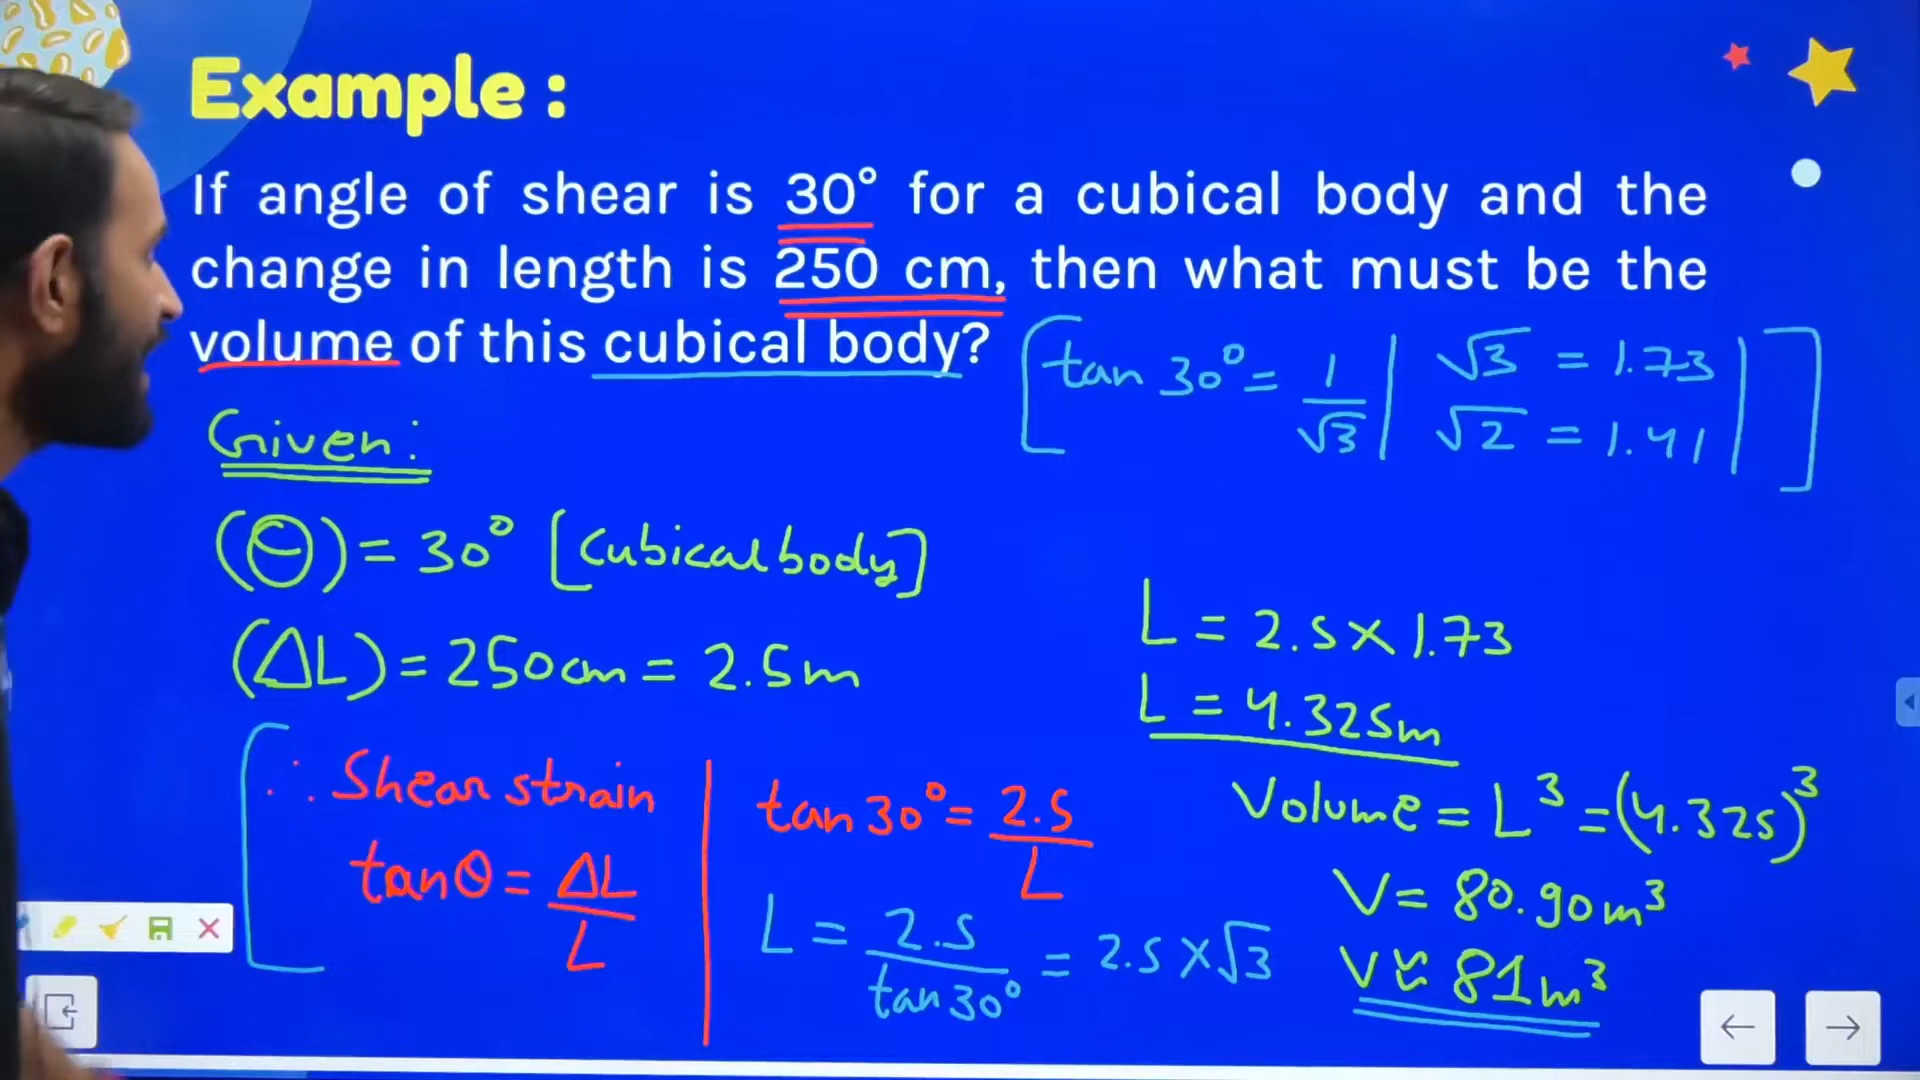 Example :
If angle of shear is 30° for a cubical body and the
change in length is 250 cm, then what must be the
volume of this cubical body?
[tan 30° = 1/√3 | √3 = 1.73 |
√2 = 1.41 | ]
Given:
(θ) = 30° [Cubical body]
(ΔL) = 250cm = 2.5m
∴ Shear strain
tanθ = ΔL/L
tan 30° = 2.5/L
L = 2.5/tan 30° = 2.5 × √3
L = 2.5 × 1.73
L = 4.325m
Volume = L³ = (4.325)³
V = 80.90m³
V ≈ 81m³